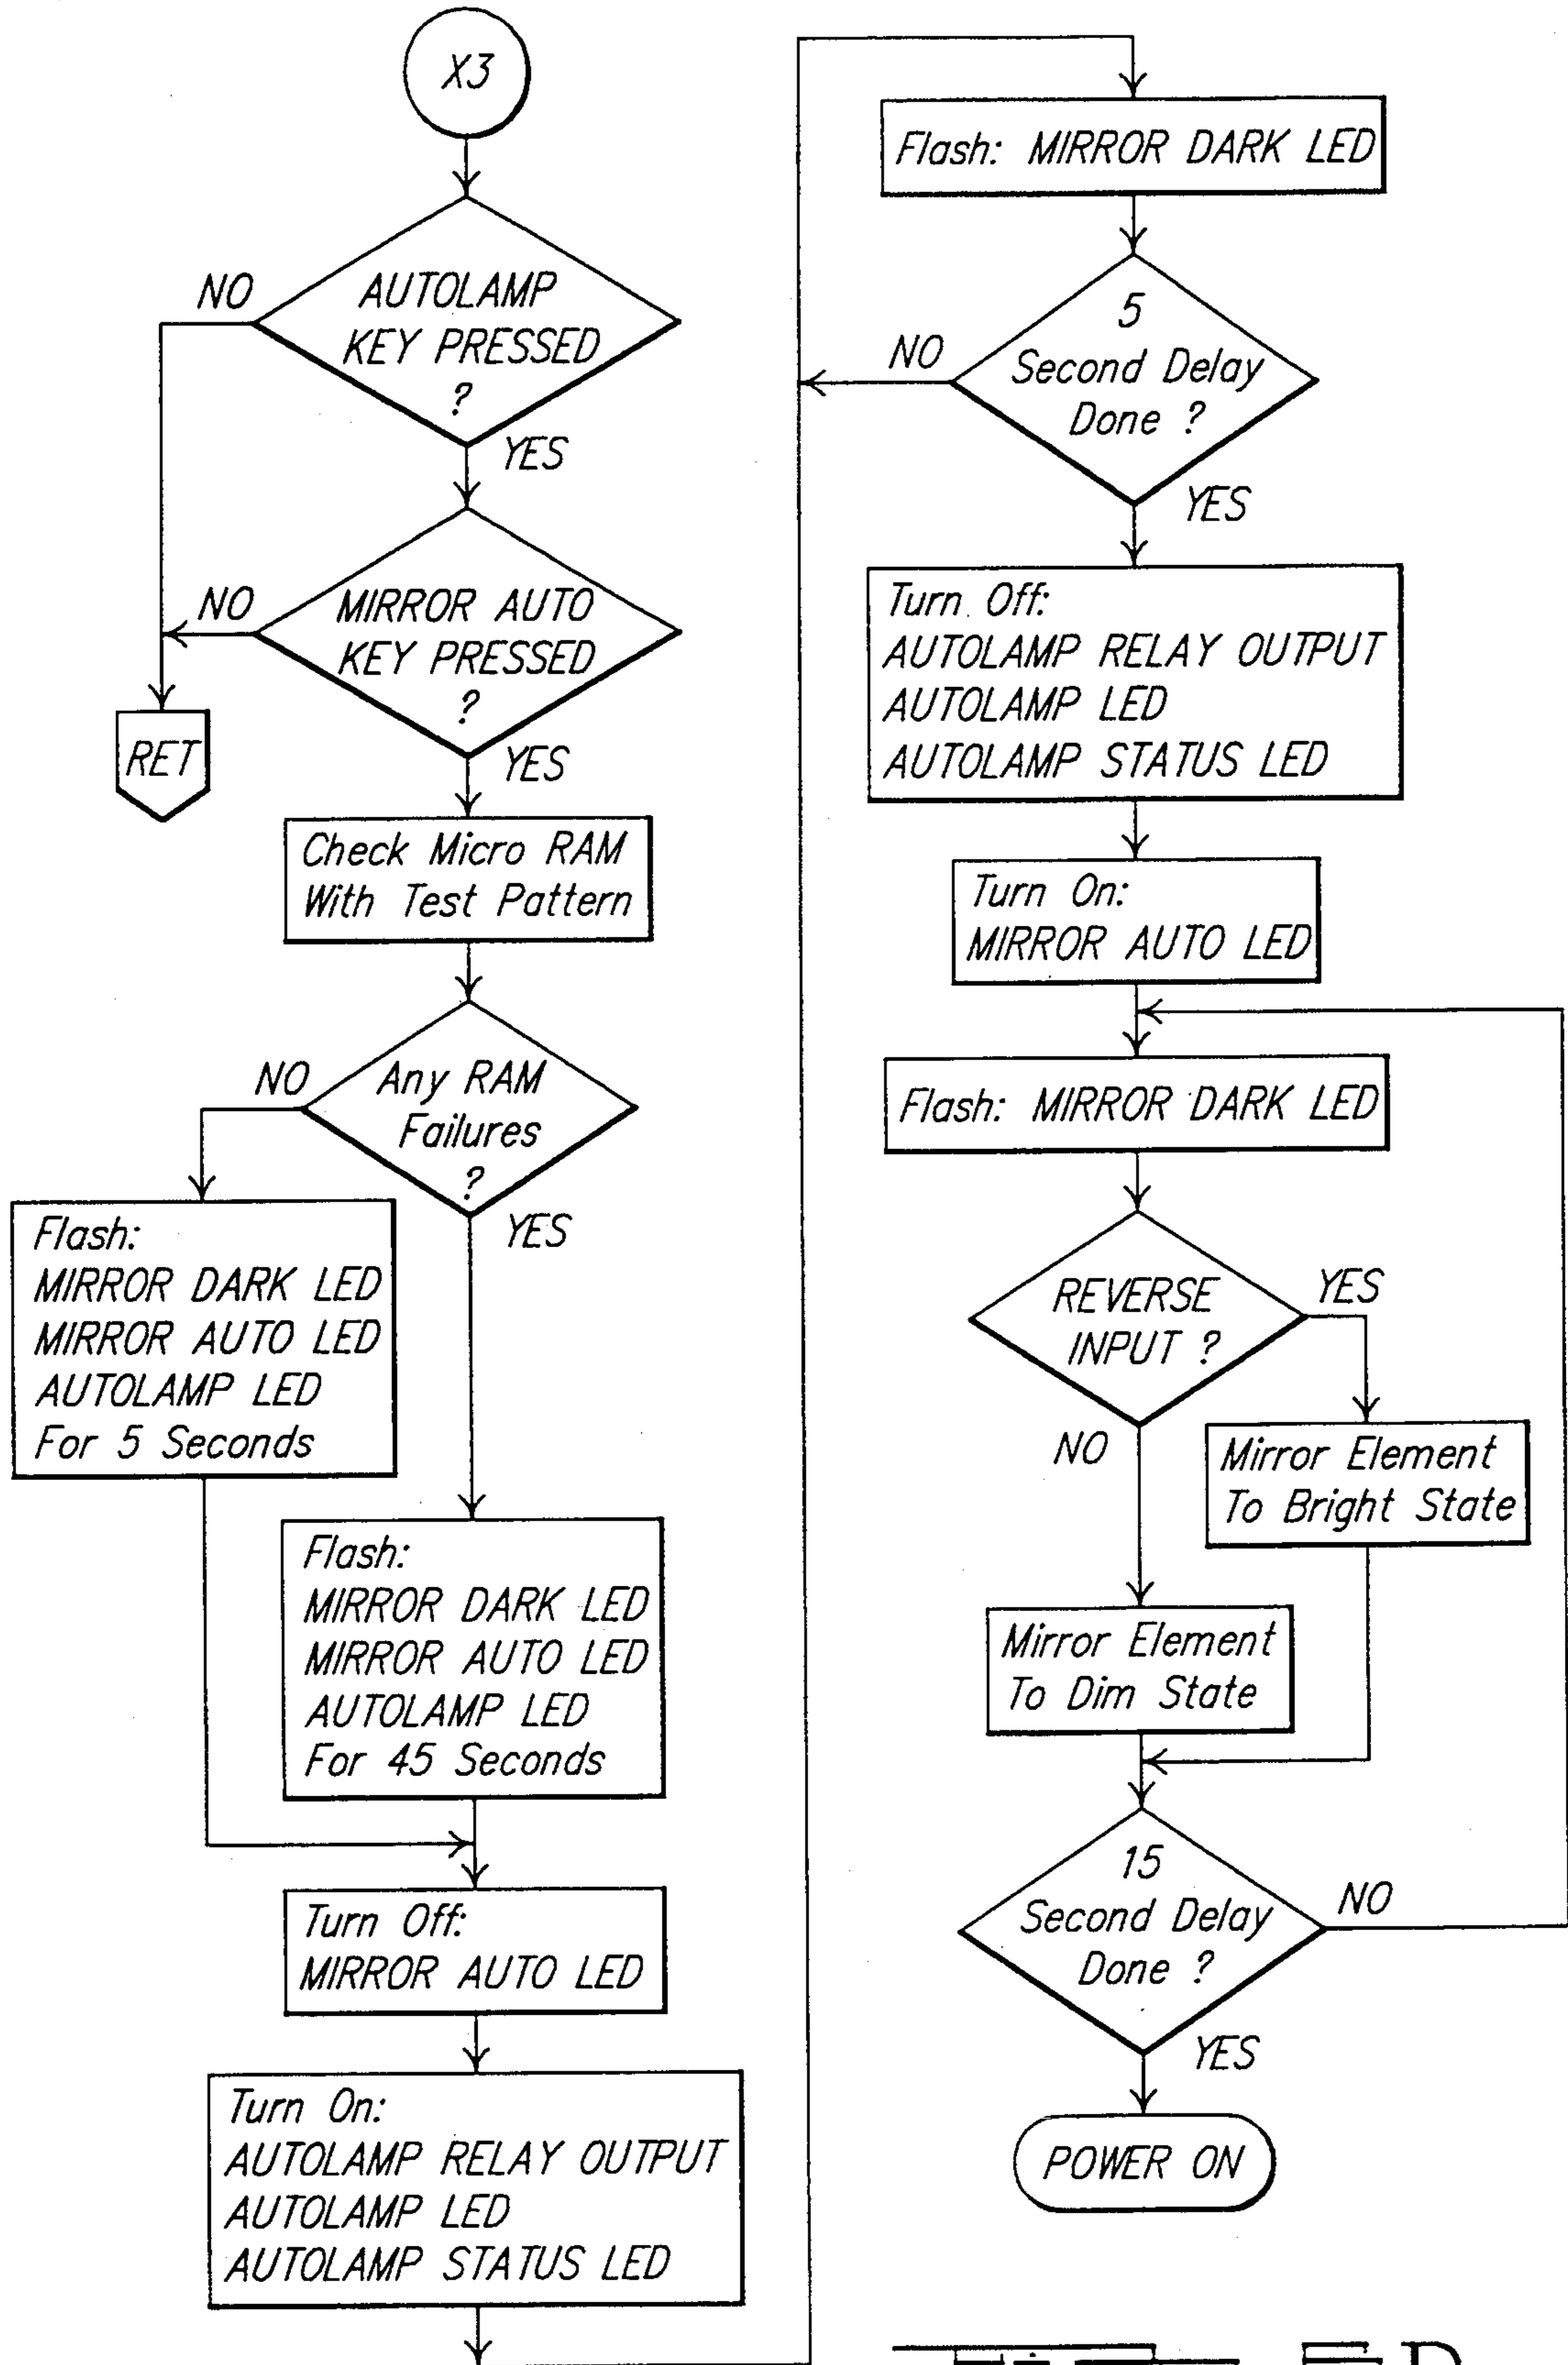 X3
AUTOLAMP
KEY PRESSED
?
NO
YES
MIRROR AUTO
KEY PRESSED
?
NO
YES
RET
Check Micro RAM
With Test Pattern
Any RAM
Failures
?
NO
YES
Flash:
MIRROR DARK LED
MIRROR AUTO LED
AUTOLAMP LED
For 5 Seconds
Flash:
MIRROR DARK LED
MIRROR AUTO LED
AUTOLAMP LED
For 45 Seconds
Turn Off:
MIRROR AUTO LED
Turn On:
AUTOLAMP RELAY OUTPUT
AUTOLAMP LED
AUTOLAMP STATUS LED
Flash: MIRROR DARK LED
5
Second Delay
Done ?
NO
YES
Turn Off:
AUTOLAMP RELAY OUTPUT
AUTOLAMP LED
AUTOLAMP STATUS LED
Turn On:
MIRROR AUTO LED
Flash: MIRROR DARK LED
REVERSE
INPUT ?
YES
NO
Mirror Element
To Bright State
Mirror Element
To Dim State
15
Second Delay
Done ?
NO
YES
POWER ON